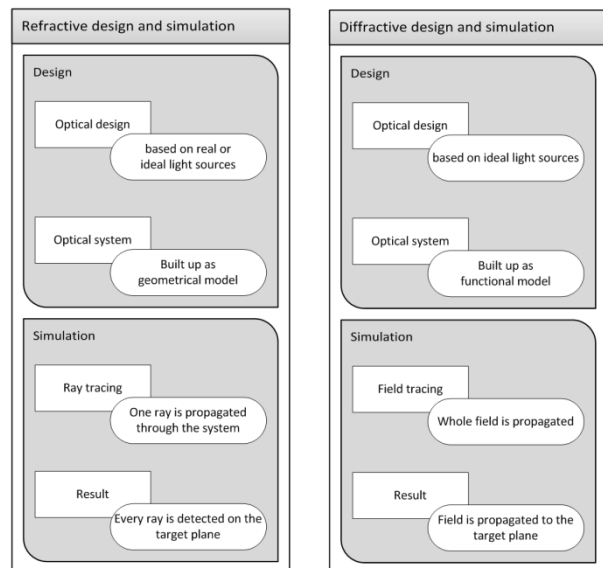 Refractive design and simulation
Design
Optical design
based on real or
ideal light sources
Optical system
Built up as
geometrical model
Simulation
Ray tracing
One ray is propagated
through the system
Result
Every ray is detected on the
target plane
Diffractive design and simulation
Design
Optical design
based on ideal light sources
Optical system
Built up as
functional model
Simulation
Field tracing
Whole field is propagated
Result
Field is propagated to the
target plane